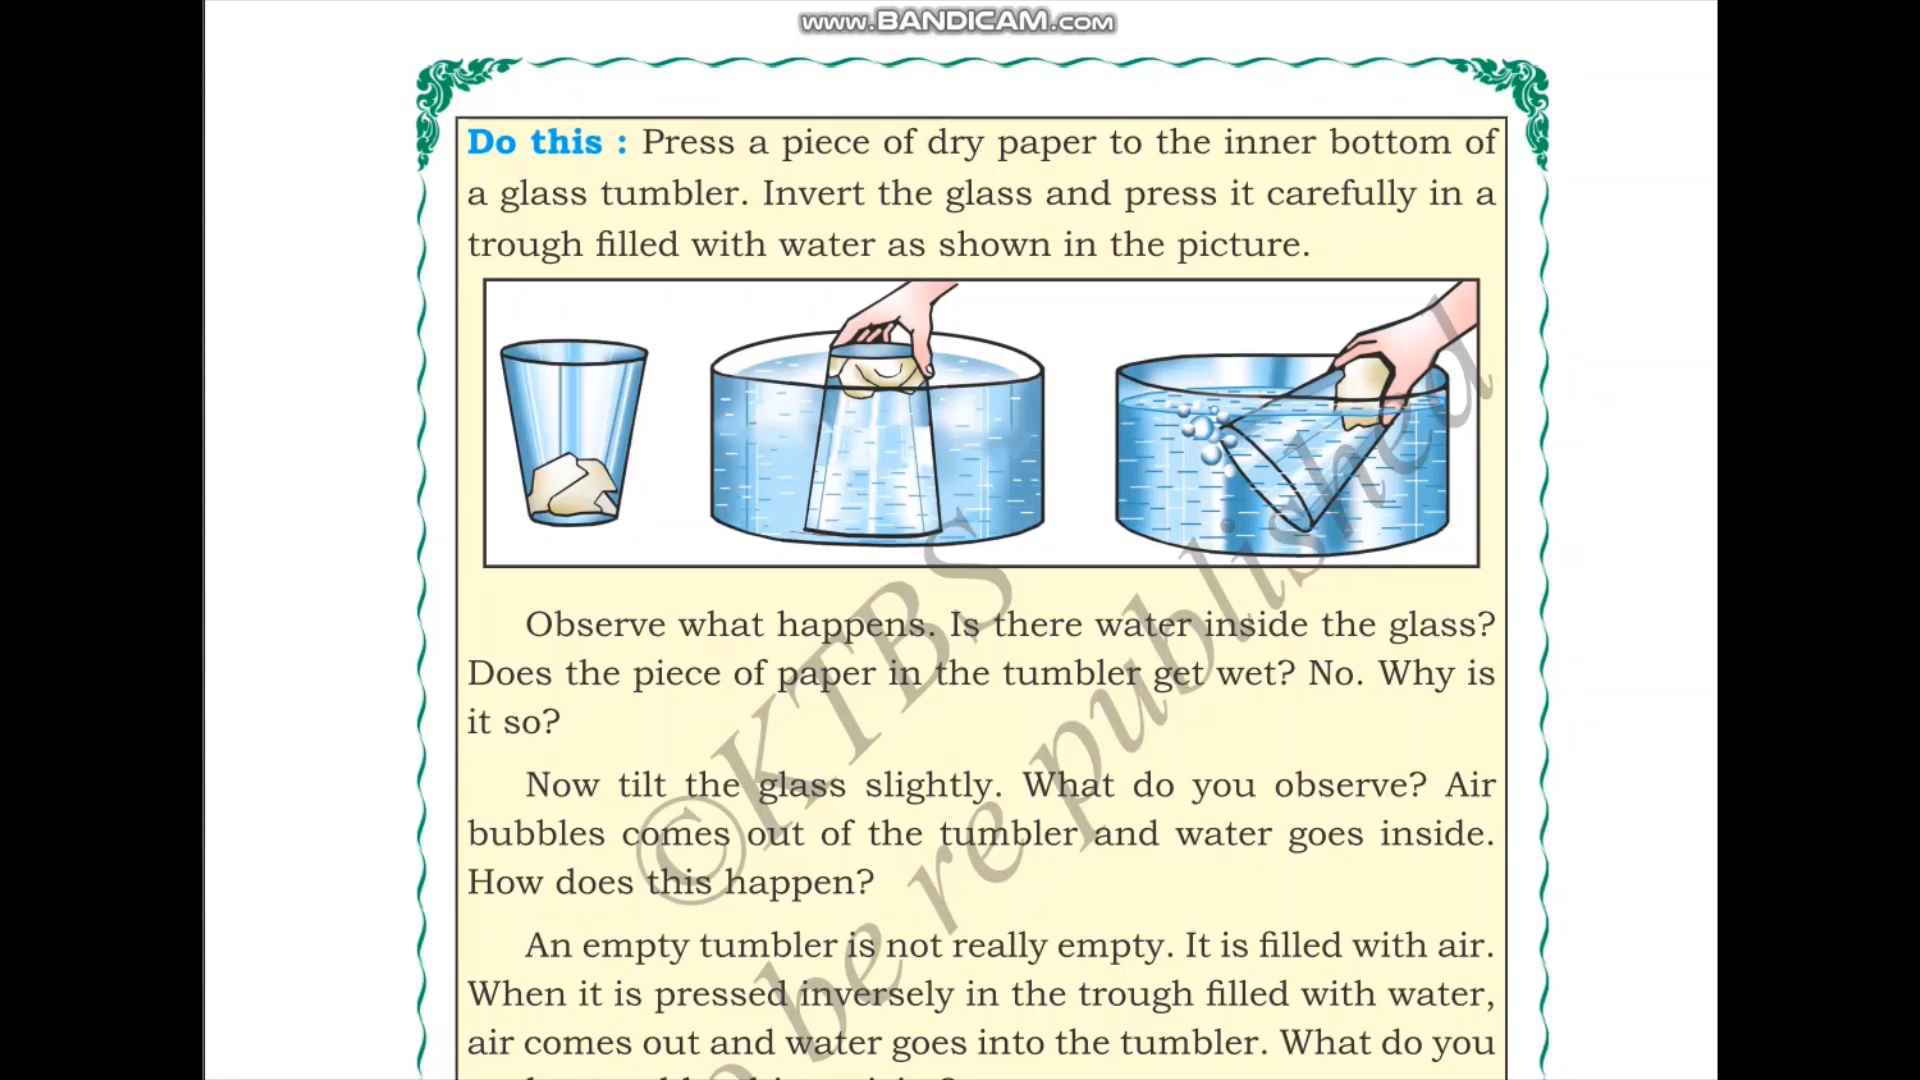 www.BANDICAM.com
Do this : Press a piece of dry paper to the inner bottom of
a glass tumbler. Invert the glass and press it carefully in a
trough filled with water as shown in the picture.
Observe what happens. Is there water inside the glass?
Does the piece of paper in the tumbler get wet? No. Why is
it so?
Now tilt the glass slightly. What do you observe? Air
bubbles comes out of the tumbler and water goes inside.
How does this happen?
An empty tumbler is not really empty. It is filled with air.
When it is pressed inversely in the trough filled with water,
air comes out and water goes into the tumbler. What do you
©KTBS
be re published